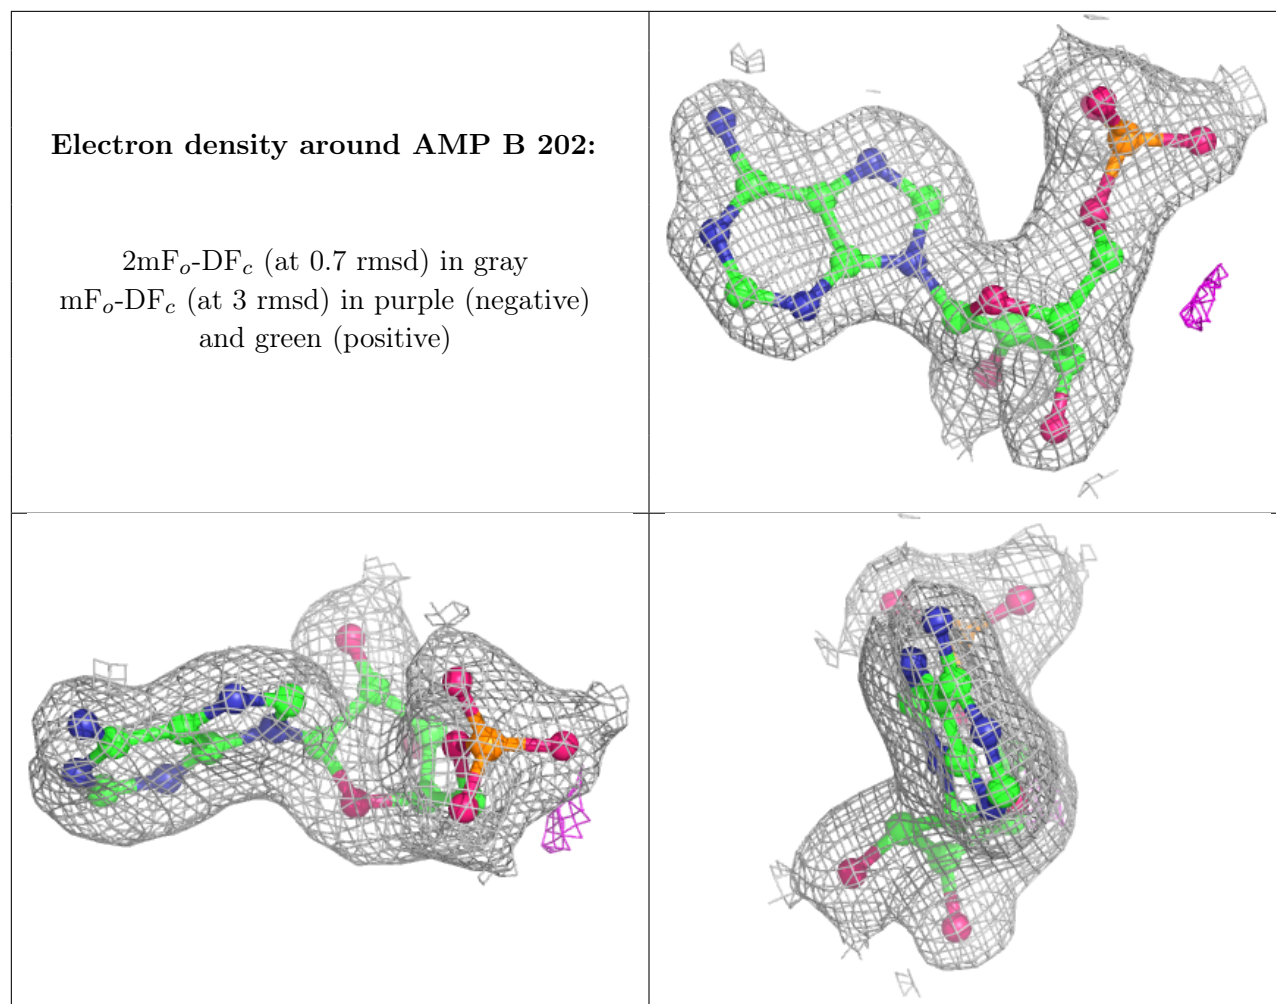 Electron density around AMP B 202:
2mFₒ-DF𝒸 (at 0.7 rmsd) in gray
mFₒ-DF𝒸 (at 3 rmsd) in purple (negative)
and green (positive)